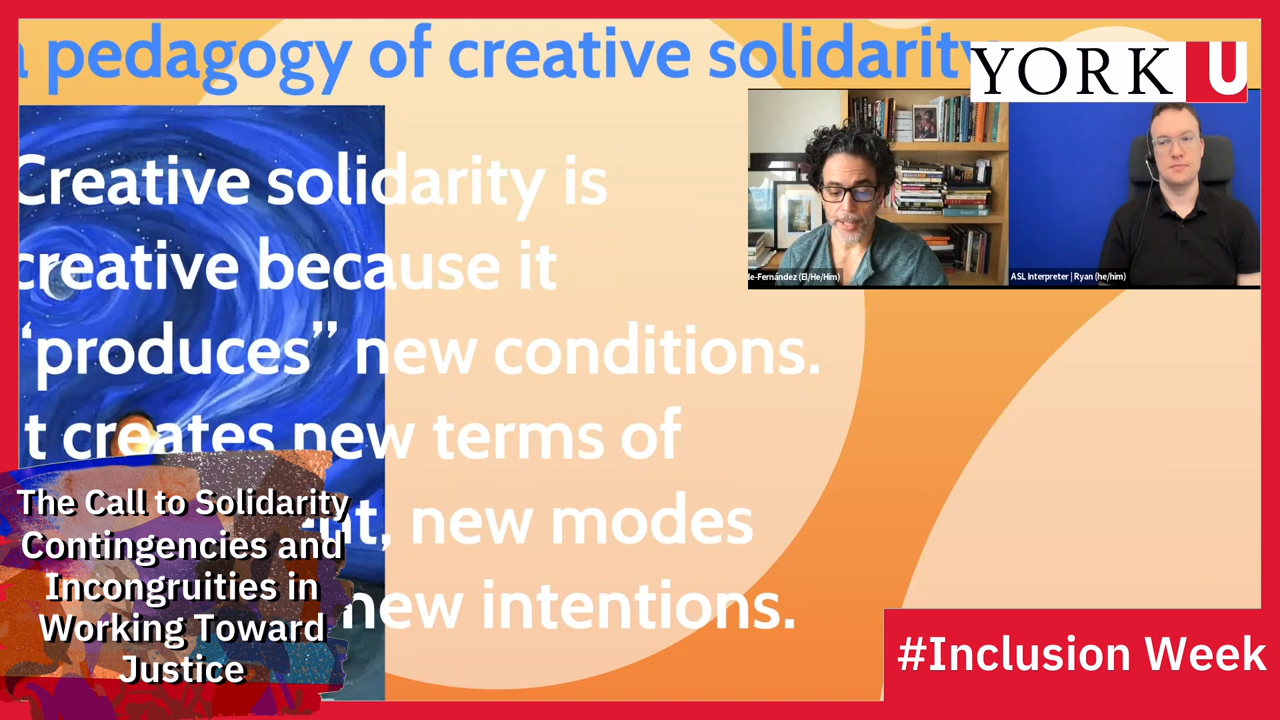 pedagogy of creative solidarity
YORK U
Creative solidarity is
creative because it
“produces” new conditions.
t creates new terms of
nt, new modes
new intentions.
le-Fernández (Él/He/Him)
ASL Interpreter | Ryan (he/him)
The Call to Solidarity
Contingencies and
Incongruities in
Working Toward
Justice
#Inclusion Week